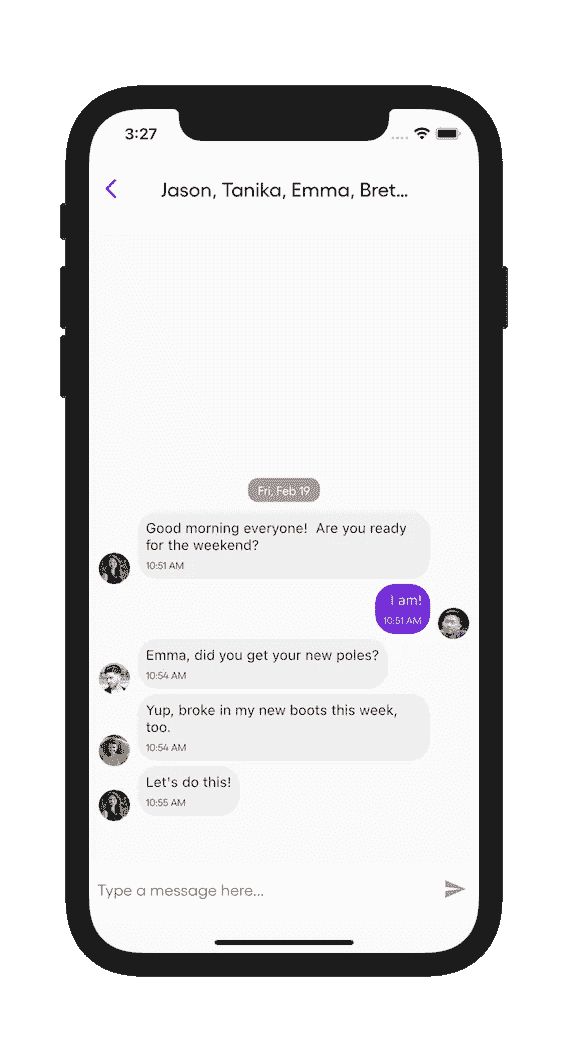 3:27
Jason, Tanika, Emma, Bret...
Fri, Feb 19
Good morning everyone!  Are you ready
for the weekend?
10:51 AM
I am!
10:51 AM
Emma, did you get your new poles?
10:54 AM
Yup, broke in my new boots this week,
too.
10:54 AM
Let's do this!
10:55 AM
Type a message here...